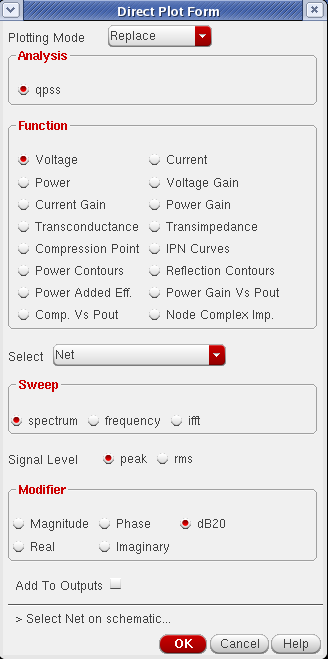 Direct Plot Form
Plotting Mode Replace
Analysis
qpss
Function
Voltage Current
Power Voltage Gain
Current Gain Power Gain
Transconductance Transimpedance
Compression Point IPN Curves
Power Contours Reflection Contours
Power Added Eff. Power Gain Vs Pout
Comp. Vs Pout Node Complex Imp.
Select Net
Sweep
spectrum frequency ifft
Signal Level peak rms
Modifier
Magnitude Phase dB20
Real Imaginary
Add To Outputs
> Select Net on schematic...
OK Cancel Help